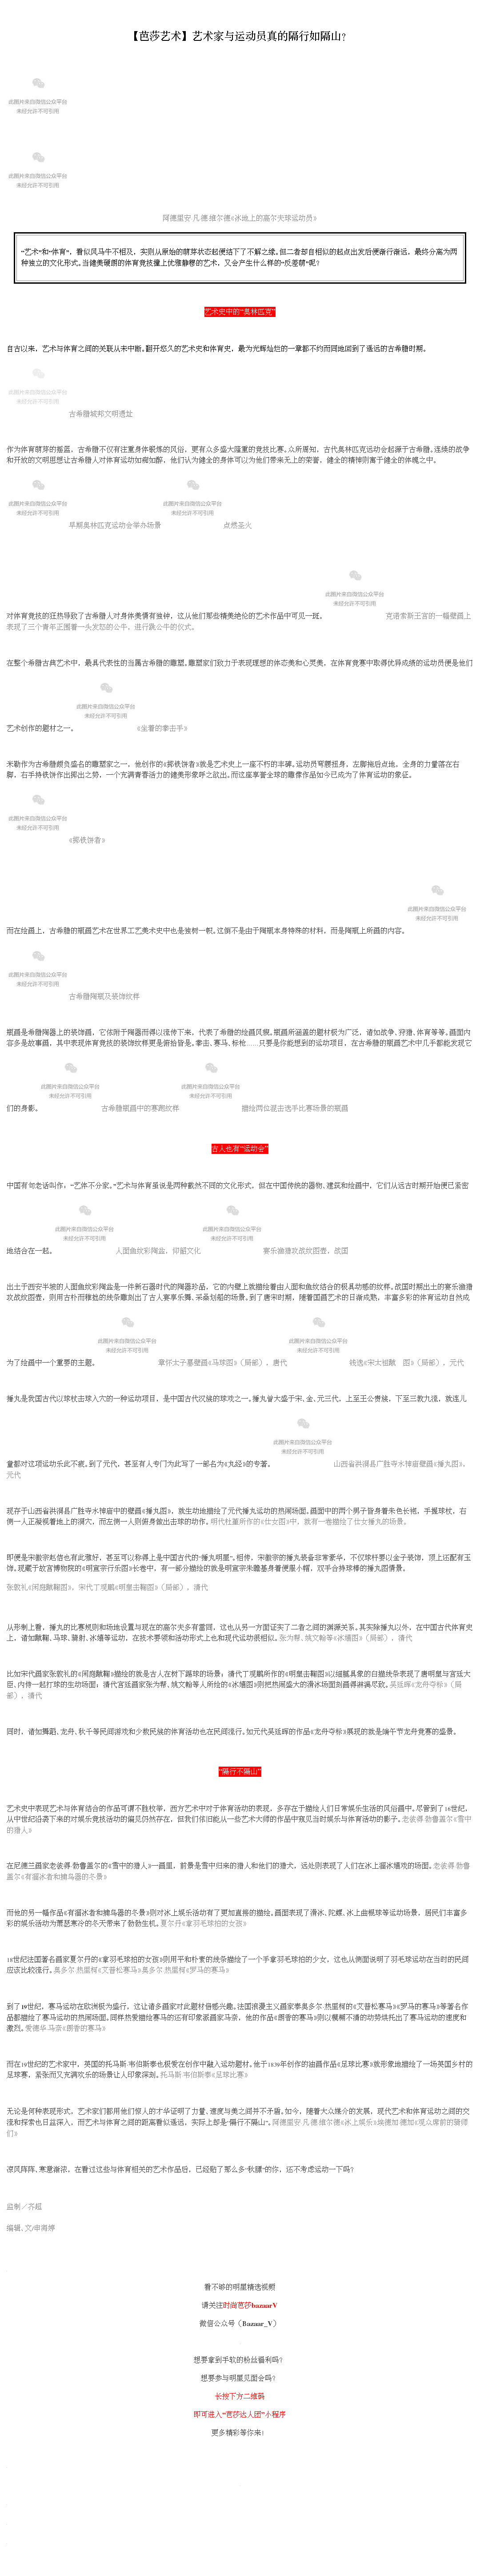 【芭莎艺术】艺术家与运动员真的隔行如隔山？
此图片来自微信公众平台
未经允许不可引用
此图片来自微信公众平台
未经允许不可引用
阿德里安·凡·德·维尔德《冰地上的高尔夫球运动员》
“艺术”和“体育”，看似风马牛不相及，实则从原始的萌芽状态起便结下了不解之缘。但二者却自相似的起点出发后便渐行渐远，最终分离为两
种独立的文化形式。当健美硬朗的体育竞技撞上优雅静穆的艺术，又会产生什么样的“反差萌”呢？
艺术史中的“奥林匹克”
自古以来，艺术与体育之间的关联从未中断。翻开悠久的艺术史和体育史，最为光辉灿烂的一章都不约而同地回到了遥远的古希腊时期。
此图片来自微信公众平台
未经允许不可引用
古希腊城邦文明遗址
作为体育萌芽的摇篮，古希腊不仅有注重身体锻炼的风俗，更有众多盛大隆重的竞技比赛。众所周知，古代奥林匹克运动会起源于古希腊。连续的战争
和开放的文明思想让古希腊人对体育运动如痴如醉，他们认为健全的身体可以为他们带来无上的荣誉，健全的精神则寓于健全的体魄之中。
此图片来自微信公众平台
未经允许不可引用
早期奥林匹克运动会举办场景
此图片来自微信公众平台
未经允许不可引用
点燃圣火
此图片来自微信公众平台
未经允许不可引用
对体育竞技的狂热导致了古希腊人对身体美情有独钟，这从他们那些精美绝伦的艺术作品中可见一斑。 克诺索斯王宫的一幅壁画上
表现了三个青年正围着一头发怒的公牛，进行跳公牛的仪式。
在整个希腊古典艺术中，最具代表性的当属古希腊的雕塑。雕塑家们致力于表现理想的体态美和心灵美，在体育竞赛中取得优异成绩的运动员便是他们
此图片来自微信公众平台
未经允许不可引用
艺术创作的题材之一。 《坐着的拳击手》
米勒作为古希腊颇负盛名的雕塑家之一，他创作的《掷铁饼者》就是艺术史上一座不朽的丰碑。运动员弯腰扭身，左脚拖后点地，全身的力量落在右
脚，右手持铁饼作出掷出之势，一个充满青春活力的健美形象呼之欲出。而这座享誉全球的雕像作品如今已成为了体育运动的象征。
此图片来自微信公众平台
未经允许不可引用
《掷铁饼者》
此图片来自微信公众平台
未经允许不可引用
而在绘画上，古希腊的瓶画艺术在世界工艺美术史中也是独树一帜。这倒不是由于陶瓶本身特殊的材料，而是陶瓶上所画的内容。
此图片来自微信公众平台
未经允许不可引用
古希腊陶瓶及装饰纹样
瓶画是希腊陶器上的装饰画，它依附于陶器而得以流传下来，代表了希腊的绘画风貌。瓶画所涵盖的题材极为广泛，诸如战争、狩猎、体育等等。画面内
容多是故事画，其中表现体育竞技的装饰纹样更是俯拾皆是。拳击、赛马、标枪……只要是你能想到的运动项目，在古希腊的瓶画艺术中几乎都能发现它
此图片来自微信公众平台
未经允许不可引用
此图片来自微信公众平台
未经允许不可引用
们的身影。 古希腊瓶画中的赛跑纹样 描绘两位混击选手比赛场景的瓶画
古人也有“运动会”
中国有句老话叫作，“艺体不分家。”艺术与体育虽说是两种截然不同的文化形式，但在中国传统的器物、建筑和绘画中，它们从远古时期开始便已紧密
此图片来自微信公众平台
未经允许不可引用
此图片来自微信公众平台
未经允许不可引用
地结合在一起。 人面鱼纹彩陶盆，仰韶文化 宴乐渔猎攻战纹图壶，战国
出土于西安半坡的人面鱼纹彩陶盆是一件新石器时代的陶器珍品，它的内壁上就描绘着由人面和鱼纹结合的极具动感的纹样。战国时期出土的宴乐渔猎
攻战纹图壶，则用古朴而稚拙的线条雕刻出了古人宴享乐舞、采桑划船的场景。到了唐宋时期，随着国画艺术的日渐成熟，丰富多彩的体育运动自然成
此图片来自微信公众平台
未经允许不可引用
此图片来自微信公众平台
未经允许不可引用
为了绘画中一个重要的主题。 章怀太子墓壁画《马球图》（局部），唐代 钱选《宋太祖蹴　图》（局部），元代
捶丸是我国古代以球杖击球入穴的一种运动项目，是中国古代汉族的球戏之一。捶丸曾大盛于宋、金、元三代，上至王公贵族，下至三教九流，就连儿
此图片来自微信公众平台
未经允许不可引用
童都对这项运动乐此不疲。到了元代，甚至有人专门为此写了一部名为《丸经》的专著。 山西省洪洞县广胜寺水神庙壁画《捶丸图》，
元代
现存于山西省洪洞县广胜寺水神庙中的壁画《捶丸图》，就生动地描绘了元代捶丸运动的热闹场面。画面中的两个男子皆身着朱色长袍，手握球杖，右
侧一人正凝视着地上的洞穴，而左侧一人则俯身做出击球的动作。明代杜堇所作的《仕女图》中，就有一卷描绘了仕女捶丸的场景。
即便是宋徽宗赵佶也有此雅好，甚至可以称得上是中国古代的“捶丸明星”。相传，宋徽宗的捶丸装备非常豪华，不仅球杆要以金子装饰，顶上还配有玉
饰。现藏于故宫博物院的《明宣宗行乐图》长卷中，有一部分描绘的就是明宣宗朱瞻基身着便服小帽，双手合持球棒的捶丸图情景。
张敦礼《闲庭蹴鞠图》，宋代丁观鹏《明皇击鞠图》（局部），清代
从形制上看，捶丸的比赛规则和场地设置与现在的高尔夫多有雷同，这也从另一方面证实了二者之间的渊源关系。其实除捶丸以外，在中国古代体育史
上，诸如蹴鞠、马球、骑射、冰嬉等运动，在技术要领和活动形式上也和现代运动很相似。张为帮、姚文翰等《冰嬉图》（局部），清代
比如宋代画家张敦礼的《闲庭蹴鞠》描绘的就是古人在树下踢球的场景；清代丁观鹏所作的《明皇击鞠图》以细腻具象的白描线条表现了唐明皇与宫廷大
臣、内侍一起打球的生动场面；清代宫廷画家张为帮、姚文翰等人所绘的《冰嬉图》则把热闹盛大的滑冰场面刻画得淋漓尽致。吴廷晖《龙舟夺标》（局
部），清代
同时，诸如舞蹈、龙舟、秋千等民间游戏和少数民族的体育活动也在民间流行。如元代吴廷晖的作品《龙舟夺标》展现的就是端午节龙舟竞赛的盛景。
“隔行不隔山”
艺术史中表现艺术与体育结合的作品可谓不胜枚举，西方艺术中对于体育活动的表现，多存在于描绘人们日常娱乐生活的风俗画中。尽管到了16世纪，
从中世纪沿袭下来的对娱乐竞技活动的偏见仍然存在，但我们依旧能从一些艺术大师的作品中窥见当时娱乐与体育活动的影子。老彼得·勃鲁盖尔《雪中
的猎人》
在尼德兰画家老彼得·勃鲁盖尔的《雪中的猎人》一画里，前景是雪中归来的猎人和他们的猎犬，远处则表现了人们在冰上溜冰嬉戏的场面。老彼得·勃鲁
盖尔《有溜冰者和捕鸟器的冬景》
而他的另一幅作品《有溜冰者和捕鸟器的冬景》则对冰上娱乐活动有了更加直接的描绘。画面表现了滑冰、陀螺、冰上曲棍球等运动场景，居民们丰富多
彩的娱乐活动为萧瑟寒冷的冬天带来了勃勃生机。夏尔丹《拿羽毛球拍的女孩》
18世纪法国著名画家夏尔丹的《拿羽毛球拍的女孩》则用平和朴素的线条描绘了一个手拿羽毛球拍的少女，这也从侧面说明了羽毛球运动在当时的民间
应该比较流行。奥多尔·热里柯《艾普松赛马》奥多尔·热里柯《罗马的赛马》
到了19世纪，赛马运动在欧洲极为盛行，这让诸多画家对此题材倍感兴趣。法国浪漫主义画家泰奥多尔·热里柯的《艾普松赛马》《罗马的赛马》等著名作
品都描绘了赛马运动的热闹场面。同样热爱描绘赛马的还有印象派画家马奈，他的作品《朗香的赛马》则以模糊不清的动势烘托出了赛马运动的速度和
激烈。爱德华·马奈《朗香的赛马》
而在19世纪的艺术家中，英国的托马斯·韦伯斯泰也极爱在创作中融入运动题材。他于1839年创作的油画作品《足球比赛》就形象地描绘了一场英国乡村的
足球赛，紧张而又充满欢乐的场景让人印象深刻。托马斯·韦伯斯泰《足球比赛》
无论是何种表现形式，艺术家们都用他们惊人的才华证明了力量、速度与美之间并不矛盾。如今，随着大众媒介的发展，现代艺术和体育运动之间的交
流和探索也日益深入，而艺术与体育之间的距离看似遥远，实际上却是“隔行不隔山”。阿德里安·凡·德·维尔德《冰上娱乐》埃德加·德加《观众席前的骑师
们》
凉风阵阵、寒意渐浓，在看过这些与体育相关的艺术作品后，已经贴了那么多“秋膘”的你，还不考虑运动一下吗？
监制／齐超
编辑、文/申海婷
看不够的明星精选视频
请关注时尚芭莎bazaarV
微信公众号（Bazaar_V）
想要拿到手软的粉丝福利吗？
想要参与明星见面会吗？
长按下方二维码
即可进入“芭莎达人团”小程序
更多精彩等你来！